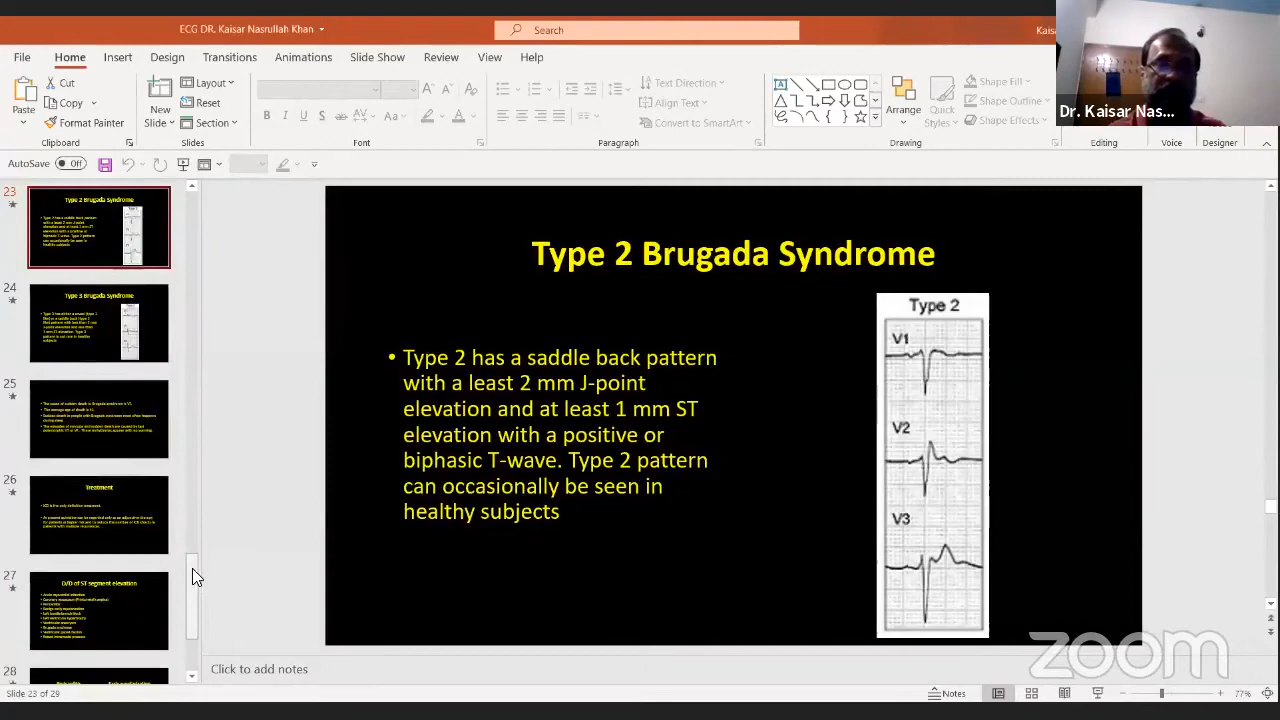 ECG DR. Kaisar Nasrullah Khan
Search
Kais
File Home Insert Design Transitions Animations Slide Show Review View Help
Paste
Cut
Copy
Format Painter
New
Slide
Layout
Reset
Section
Text Direction
Align Text
Convert to SmartArt
Arrange
Quick
Styles
Shape Fill
Shape Outline
Shape Effects
Dr. Kaisar Nas...
Clipboard Slides Font Paragraph Drawing Editing Voice Designer
AutoSave Off
23
Type 2 Brugada Syndrome
24
Type 3 Brugada Syndrome
25
26
Treatment
27
D/D of ST segment elevation
28
Type 2 Brugada Syndrome
• Type 2 has a saddle back pattern
with a least 2 mm J-point
elevation and at least 1 mm ST
elevation with a positive or
biphasic T-wave. Type 2 pattern
can occasionally be seen in
healthy subjects
Type 2
V1
V2
V3
zoom
Click to add notes
Slide 23 of 29
Notes
77%